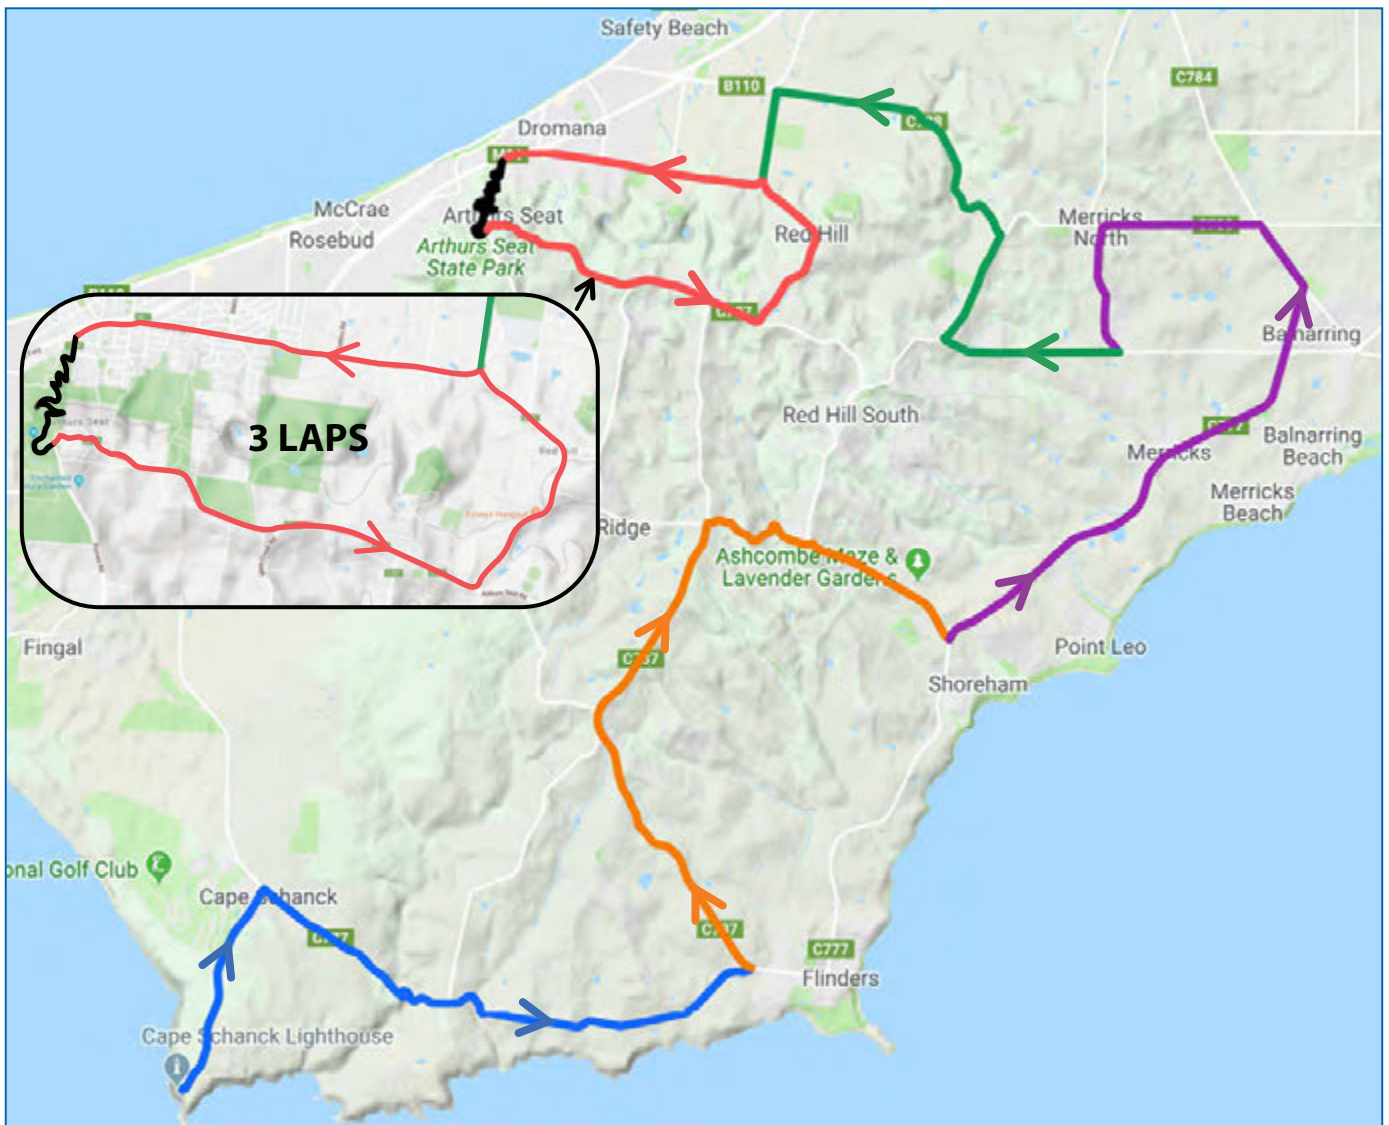 Safety Beach
C784
B110
Dromana
McCrae
Arthurs Seat
Merricks
North
Rosebud
Red Hill
Arthurs Seat
State Park
Balnarring
3 LAPS
Red Hill South
Balnarring
Beach
Merricks
Merricks
Beach
Ridge
Ashcombe Maze &
Lavender Gardens
Fingal
Point Leo
C737
Shoreham
onal Golf Club
Cape Schanck
C777
C777
Flinders
Cape Schanck Lighthouse